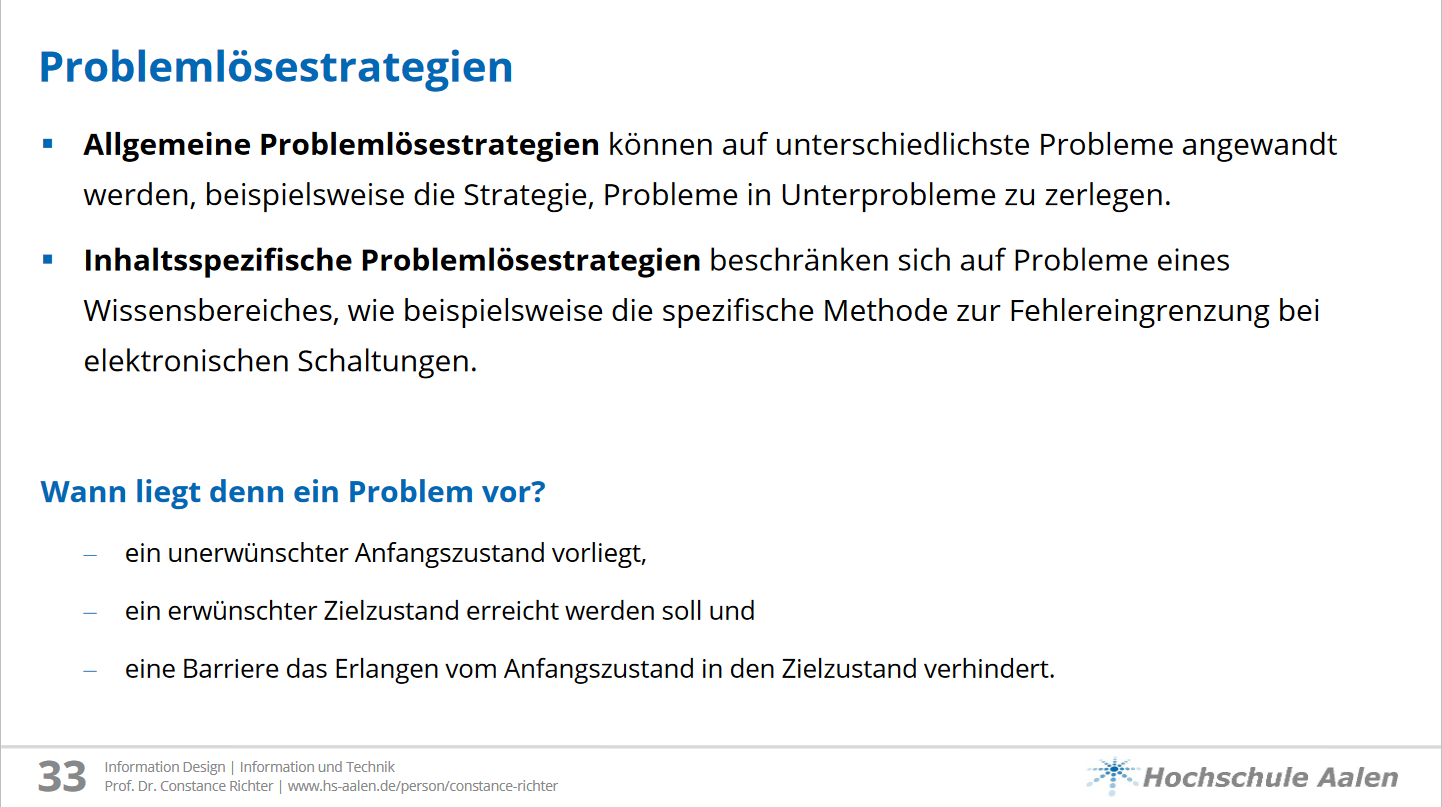 Problemlösestrategien
▪ Allgemeine Problemlösestrategien können auf unterschiedlichste Probleme angewandt
werden, beispielsweise die Strategie, Probleme in Unterprobleme zu zerlegen.
▪ Inhaltsspezifische Problemlösestrategien beschränken sich auf Probleme eines
Wissensbereiches, wie beispielsweise die spezifische Methode zur Fehlereingrenzung bei
elektronischen Schaltungen.
Wann liegt denn ein Problem vor?
– ein unerwünschter Anfangszustand vorliegt,
– ein erwünschter Zielzustand erreicht werden soll und
– eine Barriere das Erlangen vom Anfangszustand in den Zielzustand verhindert.
33
Information Design | Information und Technik
Prof. Dr. Constance Richter | www.hs-aalen.de/person/constance-richter
Hochschule Aalen